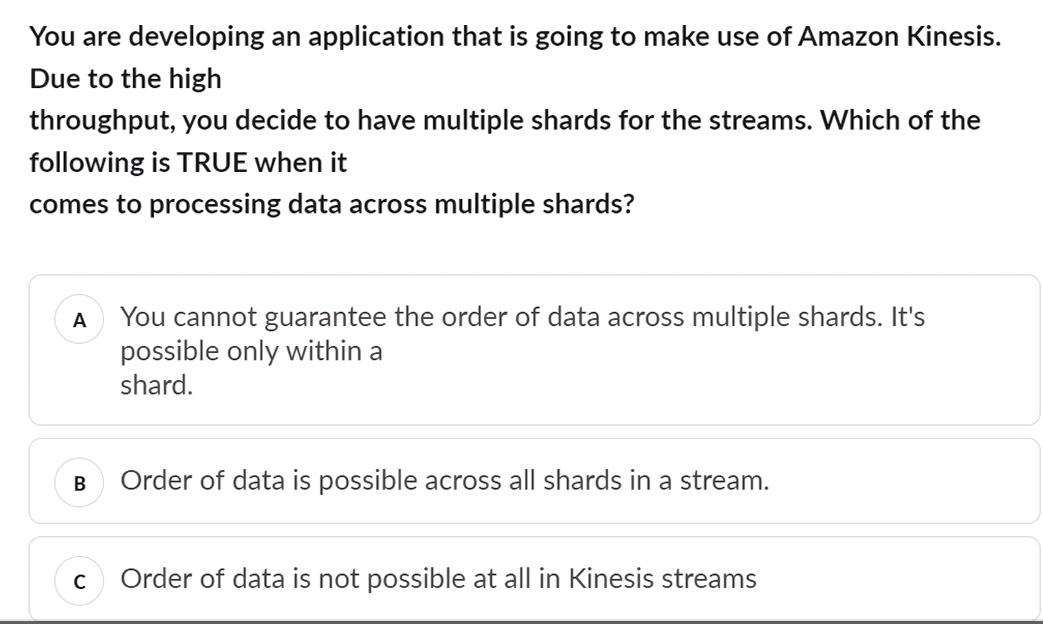 You are developing an application that is going to make use of Amazon Kinesis.
Due to the high
throughput, you decide to have multiple shards for the streams. Which of the
following is TRUE when it
comes to processing data across multiple shards?
A You cannot guarantee the order of data across multiple shards. It's
possible only within a
shard.
B Order of data is possible across all shards in a stream.
C Order of data is not possible at all in Kinesis streams